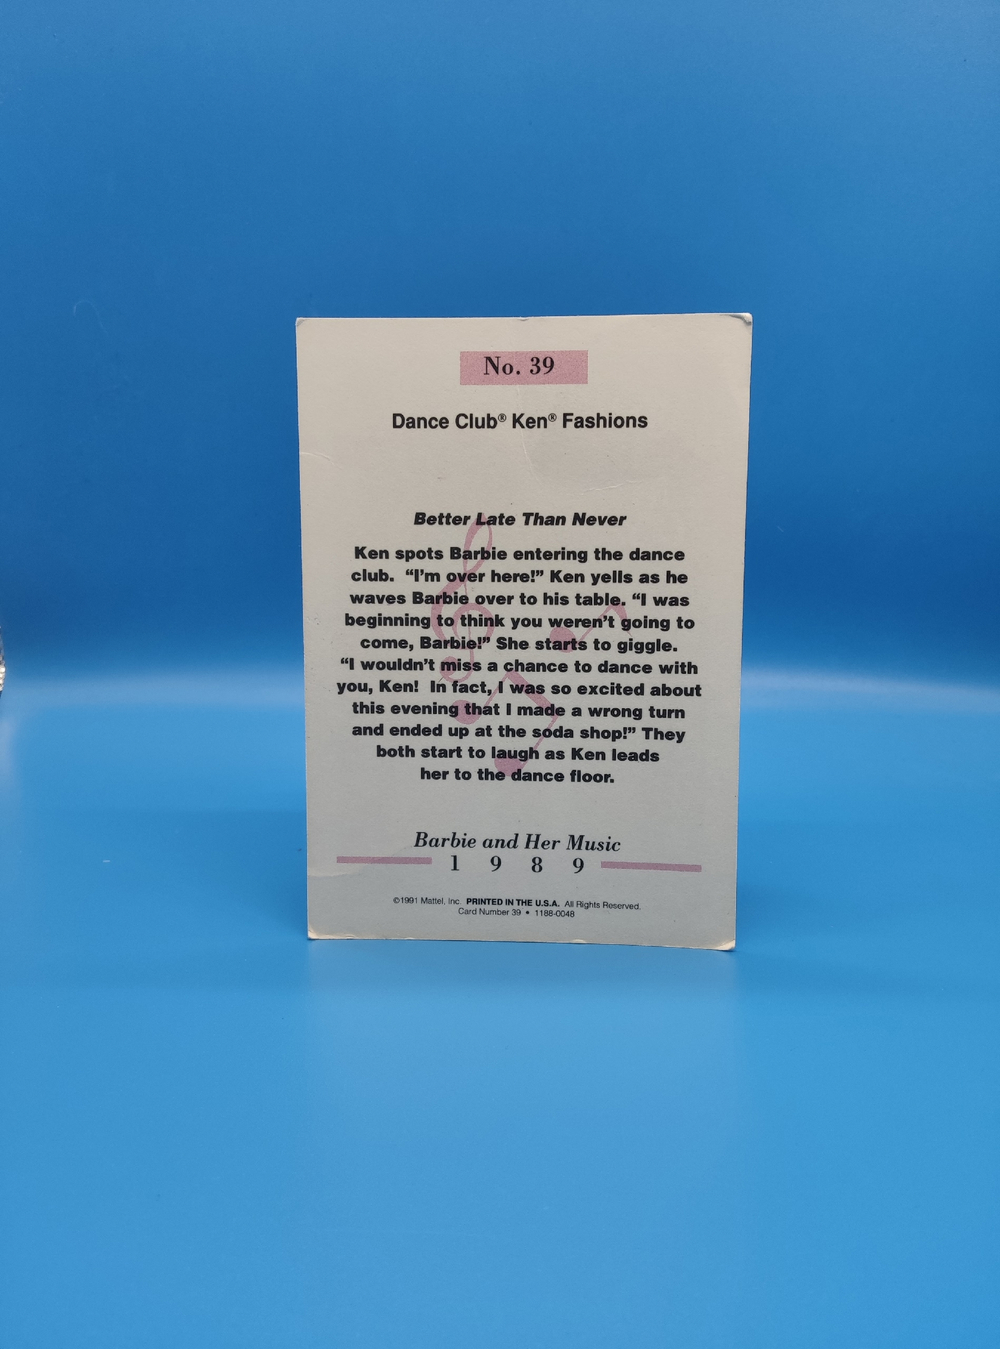 No. 39
Dance Club® Ken® Fashions
Better Late Than Never
Ken spots Barbie entering the dance
club.  “I'm over here!” Ken yells as he
waves Barbie over to his table. “I was
beginning to think you weren't going to
come, Barbie!” She starts to giggle.
“I wouldn't miss a chance to dance with
you, Ken!  In fact, I was so excited about
this evening that I made a wrong turn
and ended up at the soda shop!” They
both start to laugh as Ken leads
her to the dance floor.
Barbie and Her Music
1 9 8 9
©1991 Mattel, Inc. PRINTED IN THE U.S.A. All Rights Reserved.
Card Number 39 • 1188-0048